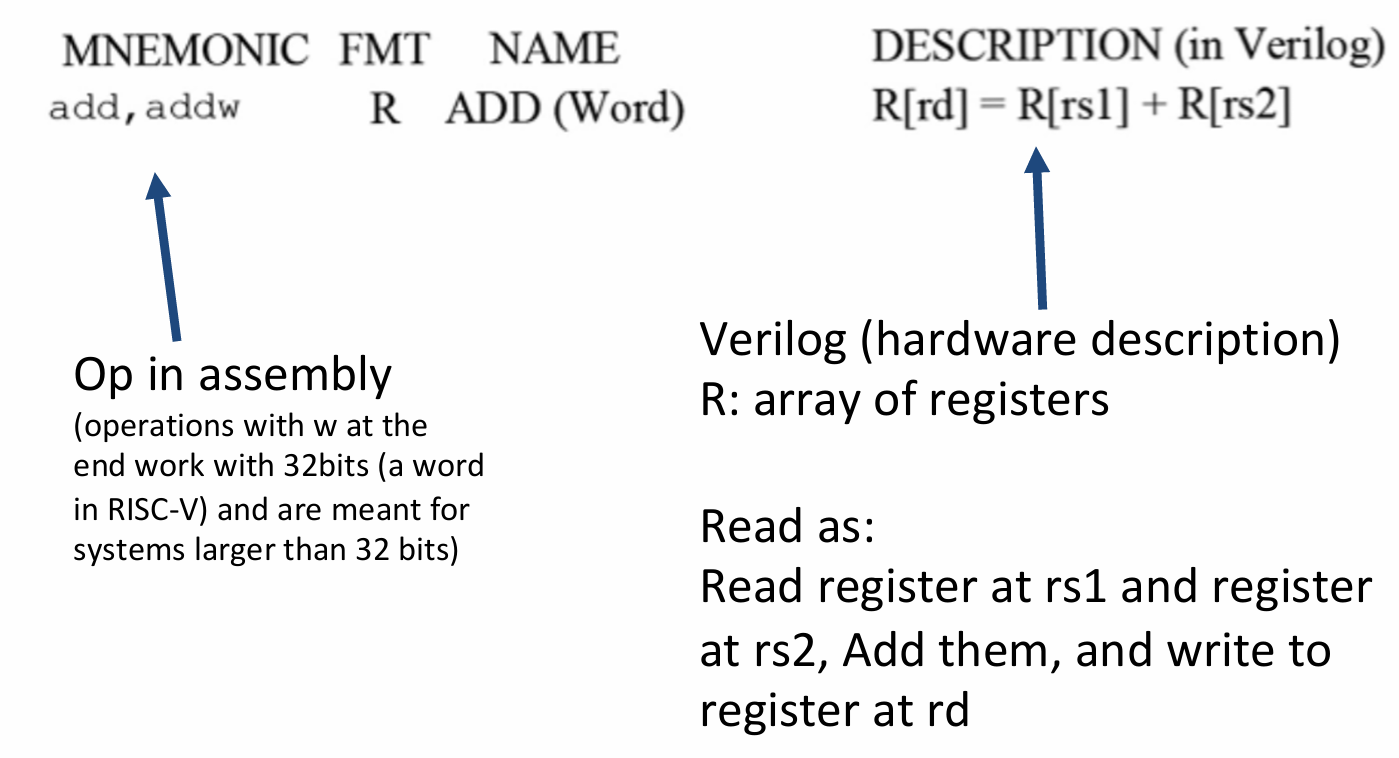 MNEMONIC FMT NAME DESCRIPTION (in Verilog)
add,addw R ADD (Word) R[rd] = R[rs1] + R[rs2]
Op in assembly
(operations with w at the
end work with 32bits (a word
in RISC-V) and are meant for
systems larger than 32 bits)
Verilog (hardware description)
R: array of registers
Read as:
Read register at rs1 and register
at rs2, Add them, and write to
register at rd